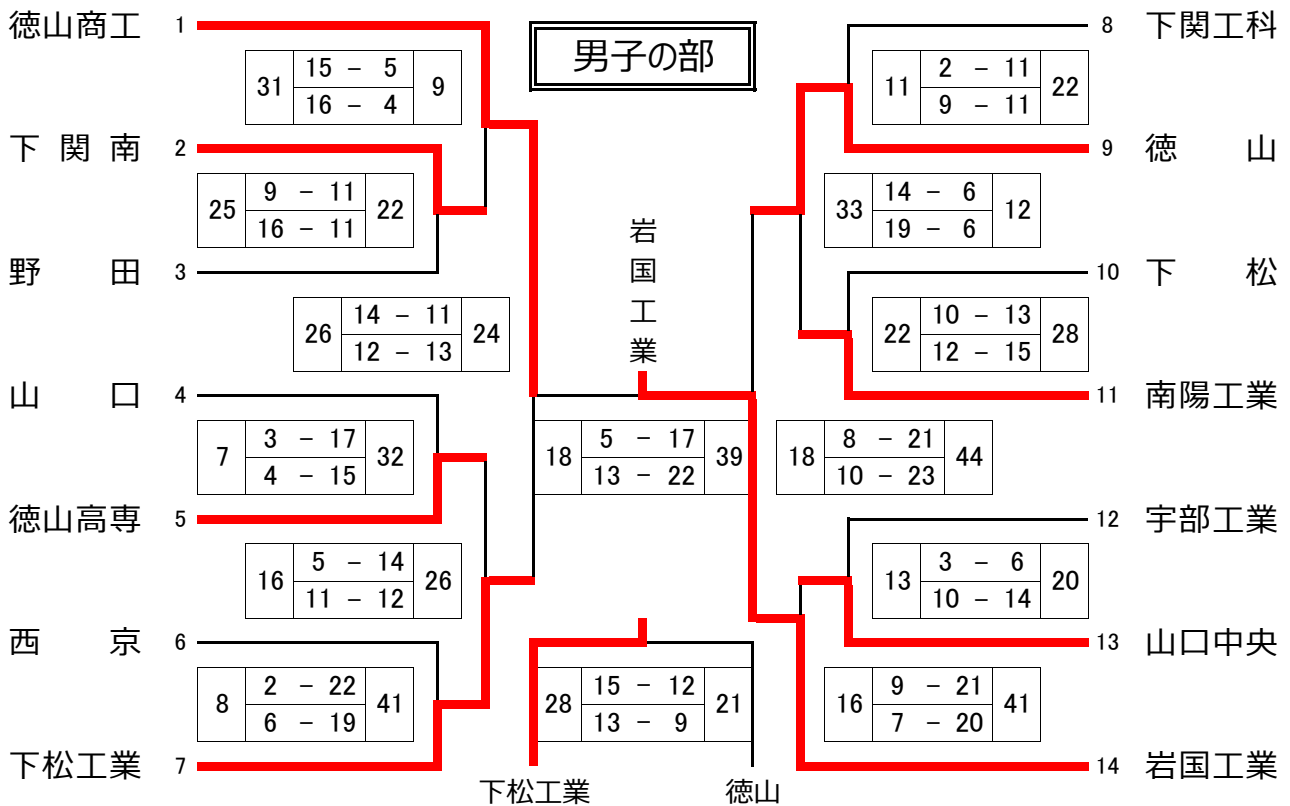 男子の部
徳山商工 1
31 15 - 5 9
16 - 4
下関南 2
25 9 - 11 22
16 - 11
野田 3
26 14 - 11 24
12 - 13
山口 4
7 3 - 17 32
4 - 15
徳山高専 5
16 5 - 14 26
11 - 12
西京 6
8 2 - 22 41
6 - 19
下松工業 7
岩国工業
18 5 - 17 39
13 - 22
28 15 - 12 21
13 - 9
下松工業 徳山
8 下関工科
11 2 - 11 22
9 - 11
9 徳山
33 14 - 6 12
19 - 6
10 下松
22 10 - 13 28
12 - 15
11 南陽工業
18 8 - 21 44
10 - 23
12 宇部工業
13 3 - 6 20
10 - 14
13 山口中央
16 9 - 21 41
7 - 20
14 岩国工業